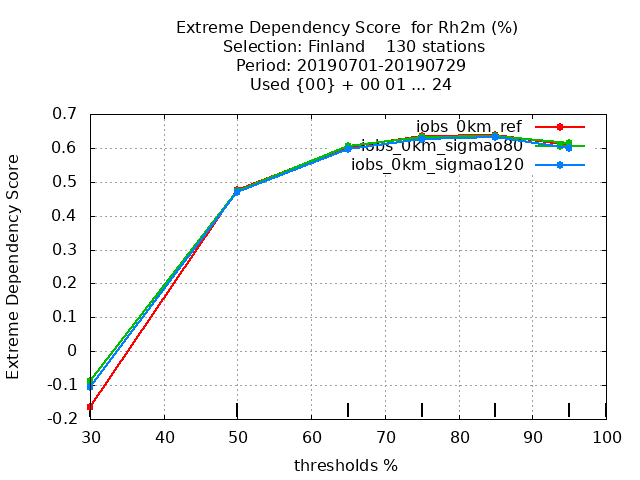 Extreme Dependency Score  for Rh2m (%)
Selection: Finland    130 stations
Period: 20190701-20190729
Used {00} + 00 01 ... 24
Extreme Dependency Score
0.7
0.6
0.5
0.4
0.3
0.2
0.1
0
-0.1
-0.2
iobs_0km_ref
iobs_0km_sigmao80
iobs_0km_sigmao120
30 40 50 60 70 80 90 100
thresholds %